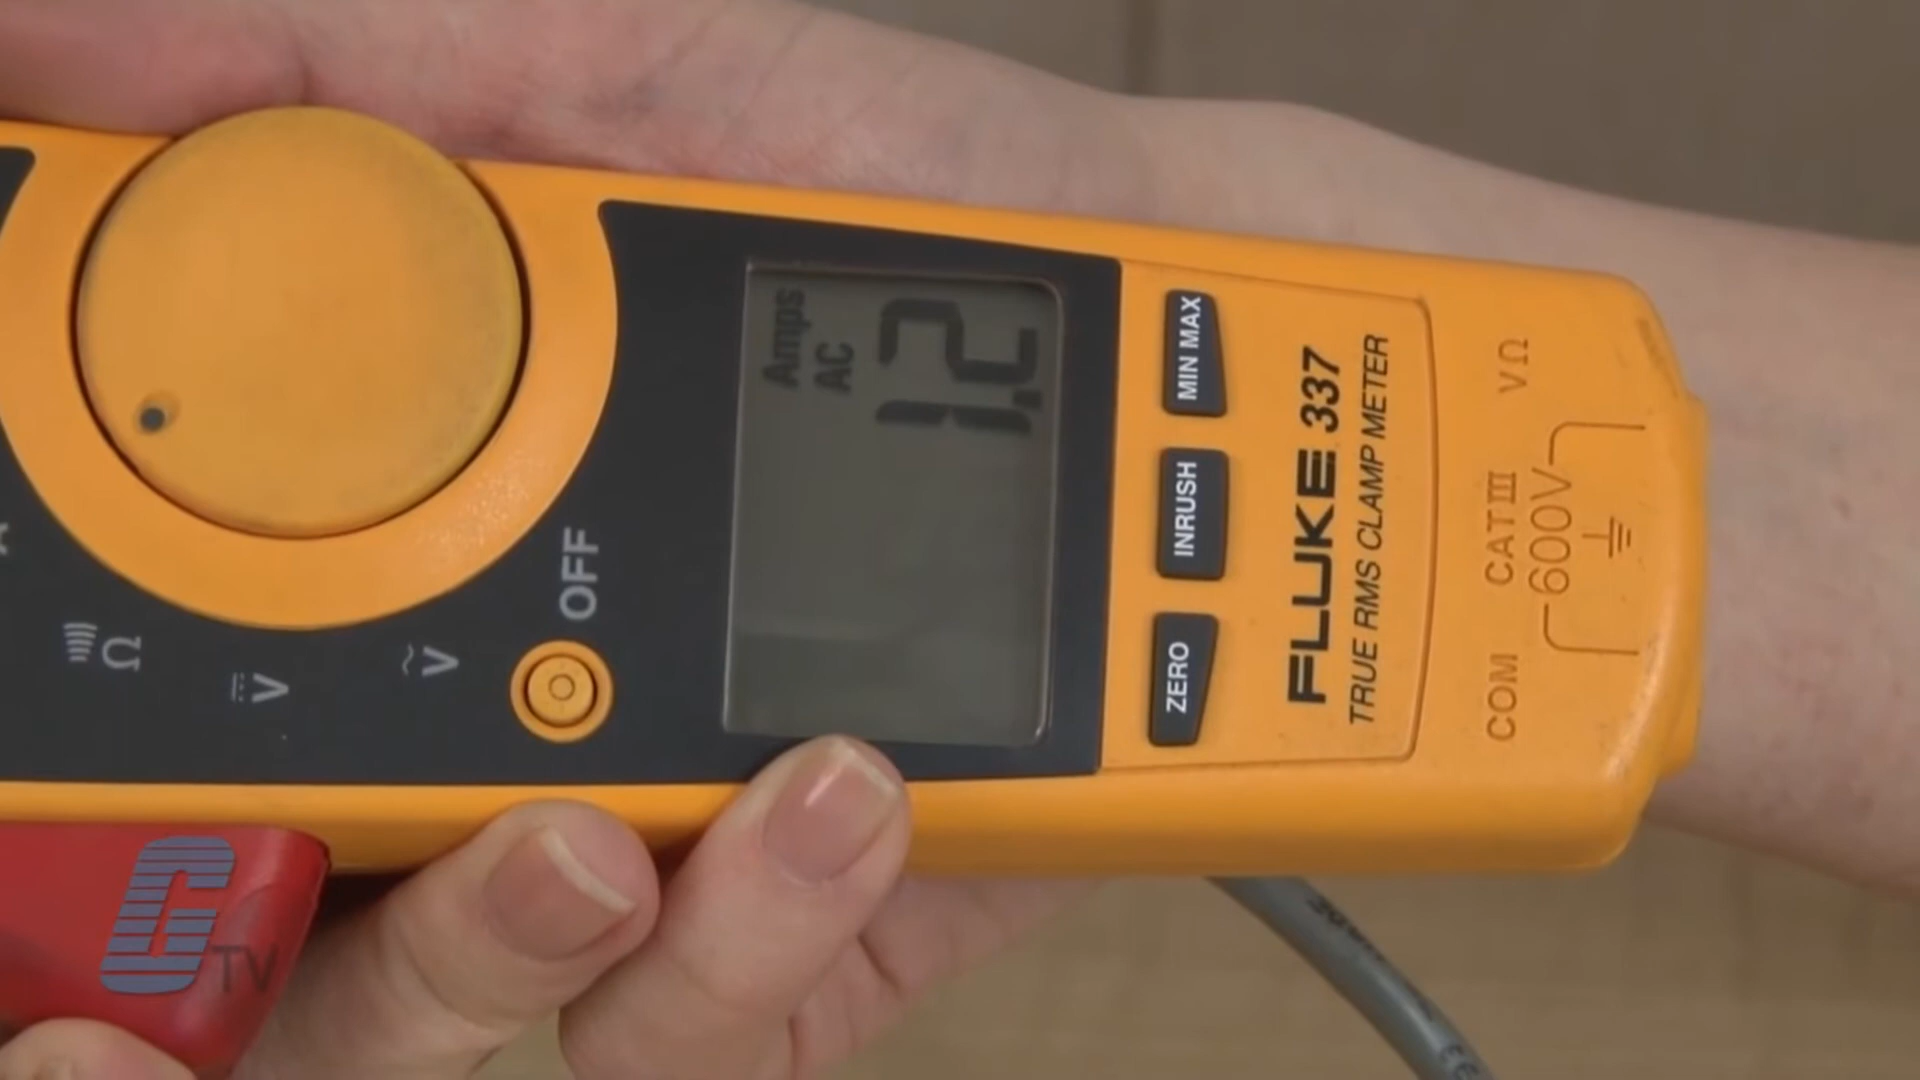 Amps
AC
1.2
OFF
Ṽ
V
Ω
MIN MAX
INRUSH
ZERO
FLUKE 337
TRUE RMS CLAMP METER
VΩ
CAT III
600V
COM
C TV